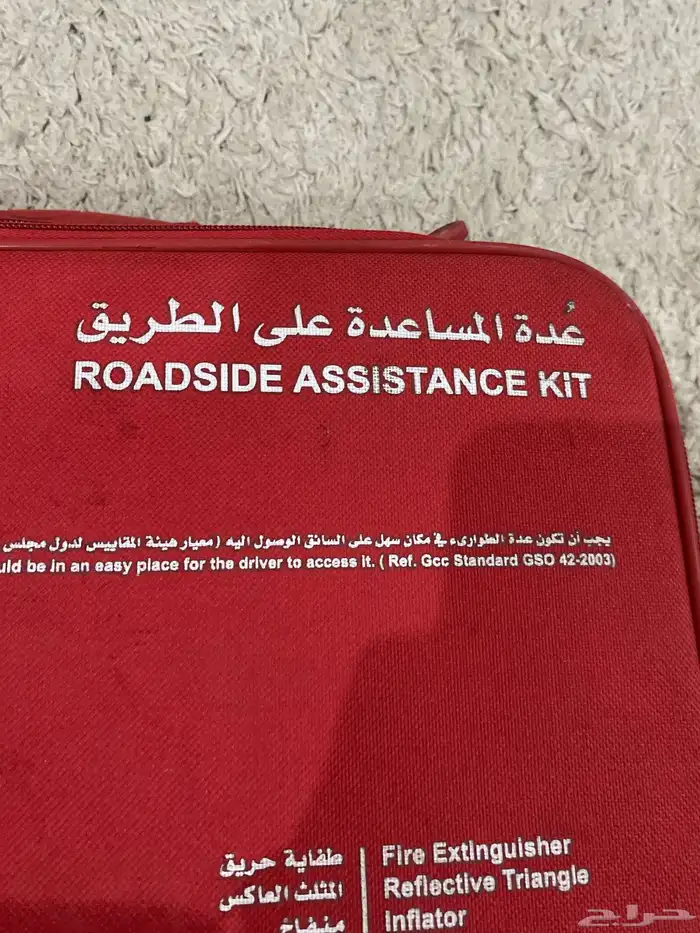 عُدة المساعدة على الطريق
ROADSIDE ASSISTANCE KIT
يجب أن تكون عدة الطوارىء في مكان سهل على السائق الوصول اليه ( معيار هيئة المقاييس لدول مجلس
be in an easy place for the driver to access it. ( Ref. Gcc Standard GSO 42-2003)
طفاية حريق | Fire Extinguisher
المثلث العاكس | Reflective Triangle
منفاخ | Inflator
حراج